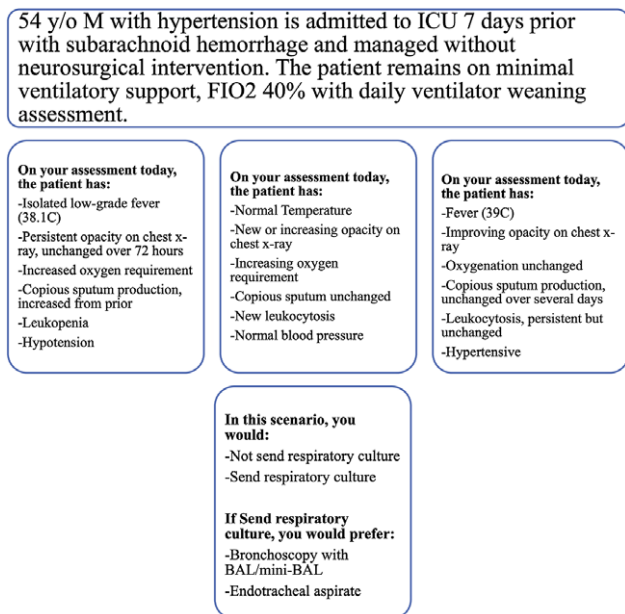 54 y/o M with hypertension is admitted to ICU 7 days prior
with subarachnoid hemorrhage and managed without
neurosurgical intervention. The patient remains on minimal
ventilatory support, FIO2 40% with daily ventilator weaning
assessment.
On your assessment today,
the patient has:
-Isolated low-grade fever
(38.1C)
-Persistent opacity on chest x-
ray, unchanged over 72 hours
-Increased oxygen requirement
-Copious sputum production,
increased from prior
-Leukopenia
-Hypotension
On your assessment today,
the patient has:
-Normal Temperature
-New or increasing opacity on
chest x-ray
-Increasing oxygen
requirement
-Copious sputum unchanged
-New leukocytosis
-Normal blood pressure
On your assessment today,
the patient has:
-Fever (39C)
-Improving opacity on chest x-
ray
-Oxygenation unchanged
-Copious sputum production,
unchanged over several days
-Leukocytosis, persistent but
unchanged
-Hypertensive
In this scenario, you
would:
-Not send respiratory culture
-Send respiratory culture
If Send respiratory
culture, you would prefer:
-Bronchoscopy with
BAL/mini-BAL
-Endotracheal aspirate